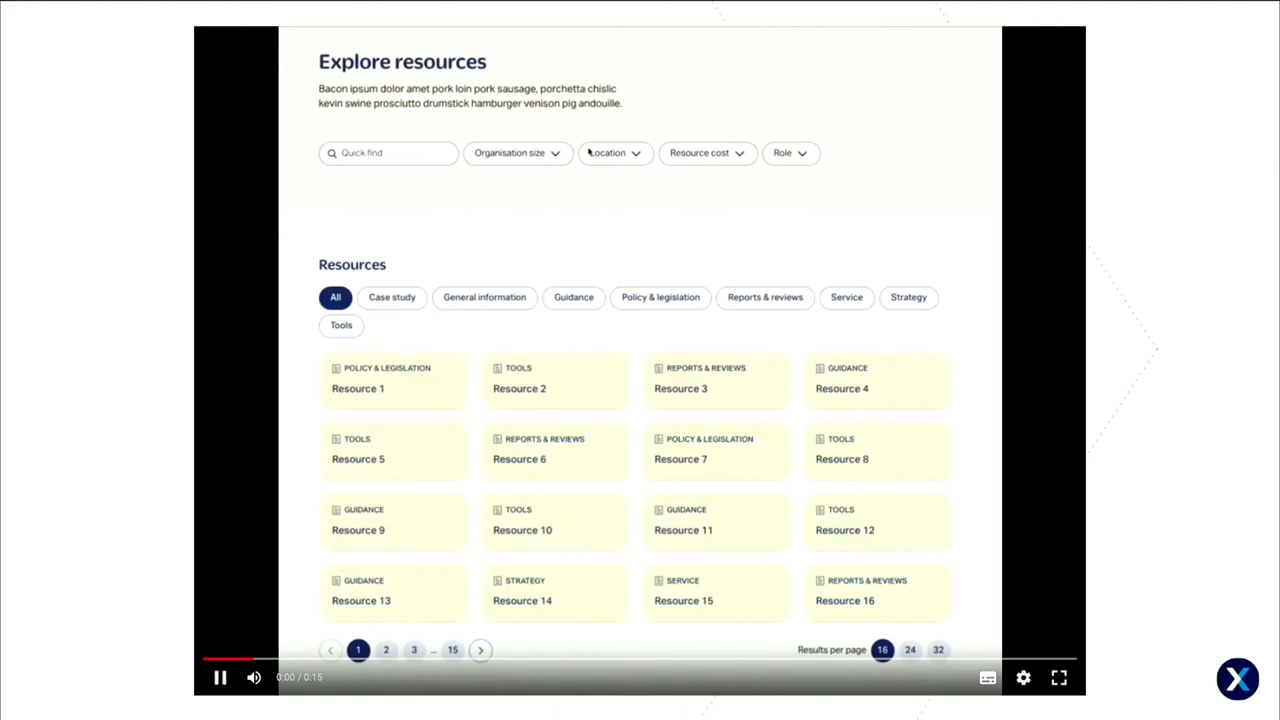 Explore resources
Bacon ipsum dolor amet pork loin pork sausage, porchetta chislic
kevin swine prosciutto drumstick hamburger venison pig andouille.
Quick find
Organisation size
Location
Resource cost
Role
Resources
All
Case study
General information
Guidance
Policy & legislation
Reports & reviews
Service
Strategy
Tools
POLICY & LEGISLATION
Resource 1
TOOLS
Resource 2
REPORTS & REVIEWS
Resource 3
GUIDANCE
Resource 4
TOOLS
Resource 5
REPORTS & REVIEWS
Resource 6
POLICY & LEGISLATION
Resource 7
TOOLS
Resource 8
GUIDANCE
Resource 9
TOOLS
Resource 10
GUIDANCE
Resource 11
TOOLS
Resource 12
GUIDANCE
Resource 13
STRATEGY
Resource 14
SERVICE
Resource 15
REPORTS & REVIEWS
Resource 16
1 2 3 ... 15
Results per page 16 24 32
0:00 / 0:15